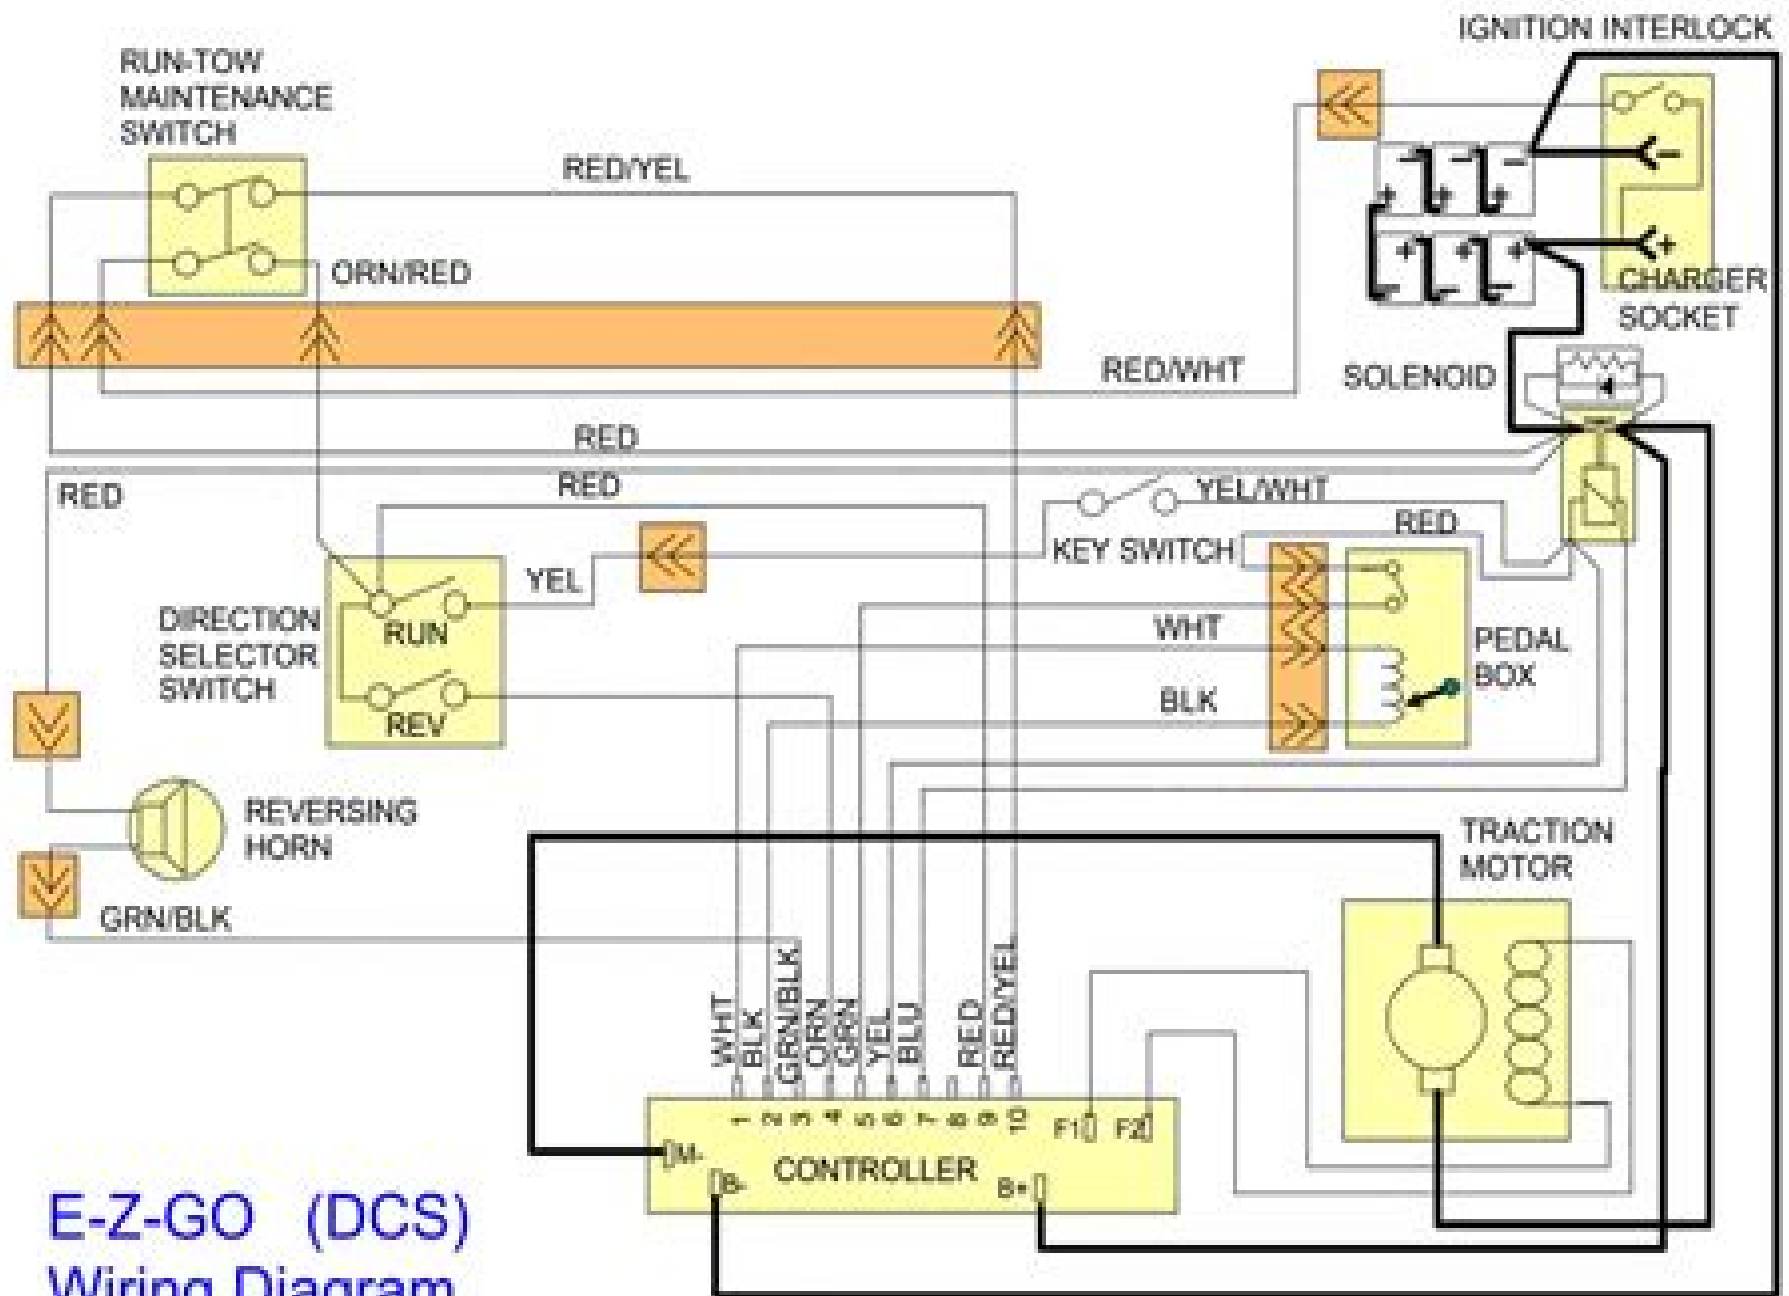 IGNITION INTERLOCK
RUN-TOW
MAINTENANCE
SWITCH
RED/YEL
ORN/RED
CHARGER
SOCKET
RED/WHT
SOLENOID
RED
RED
RED
YEL/WHT
RED
KEY SWITCH
YEL
DIRECTION
SELECTOR
SWITCH
RUN
REV
WHT
BLK
PEDAL
BOX
REVERSING
HORN
GRN/BLK
TRACTION
MOTOR
WHT
BLK
GRN/BLK
ORN
GRN
YEL
BLU
RED
RED/YEL
1 2 3 4 5 6 7 8 9 10
F1 F2
M-
B-
CONTROLLER
B+
E-Z-GO (DCS)
Wiring Diagram